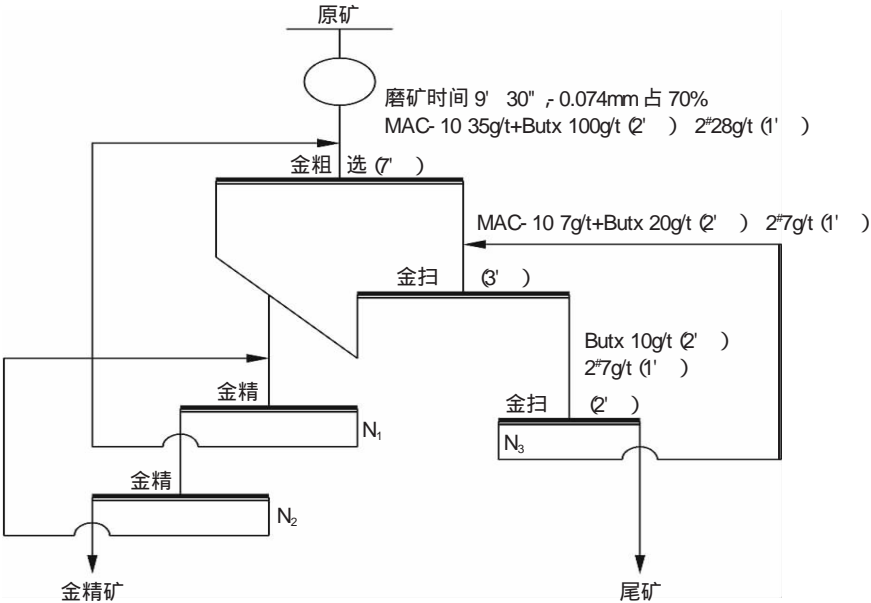 原矿
磨矿时间 9' 30" ,- 0.074mm 占 70%
MAC- 10 35g/t+Butx 100g/t (2' ) 2#28g/t (1' )
金粗 选 (7' )
MAC- 10 7g/t+Butx 20g/t (2' ) 2#7g/t (1' )
金扫 (3' )
Butx 10g/t (2' )
2#7g/t (1' )
金精
金扫 (2' )
N₁
N₃
金精
N₂
金精矿
尾矿